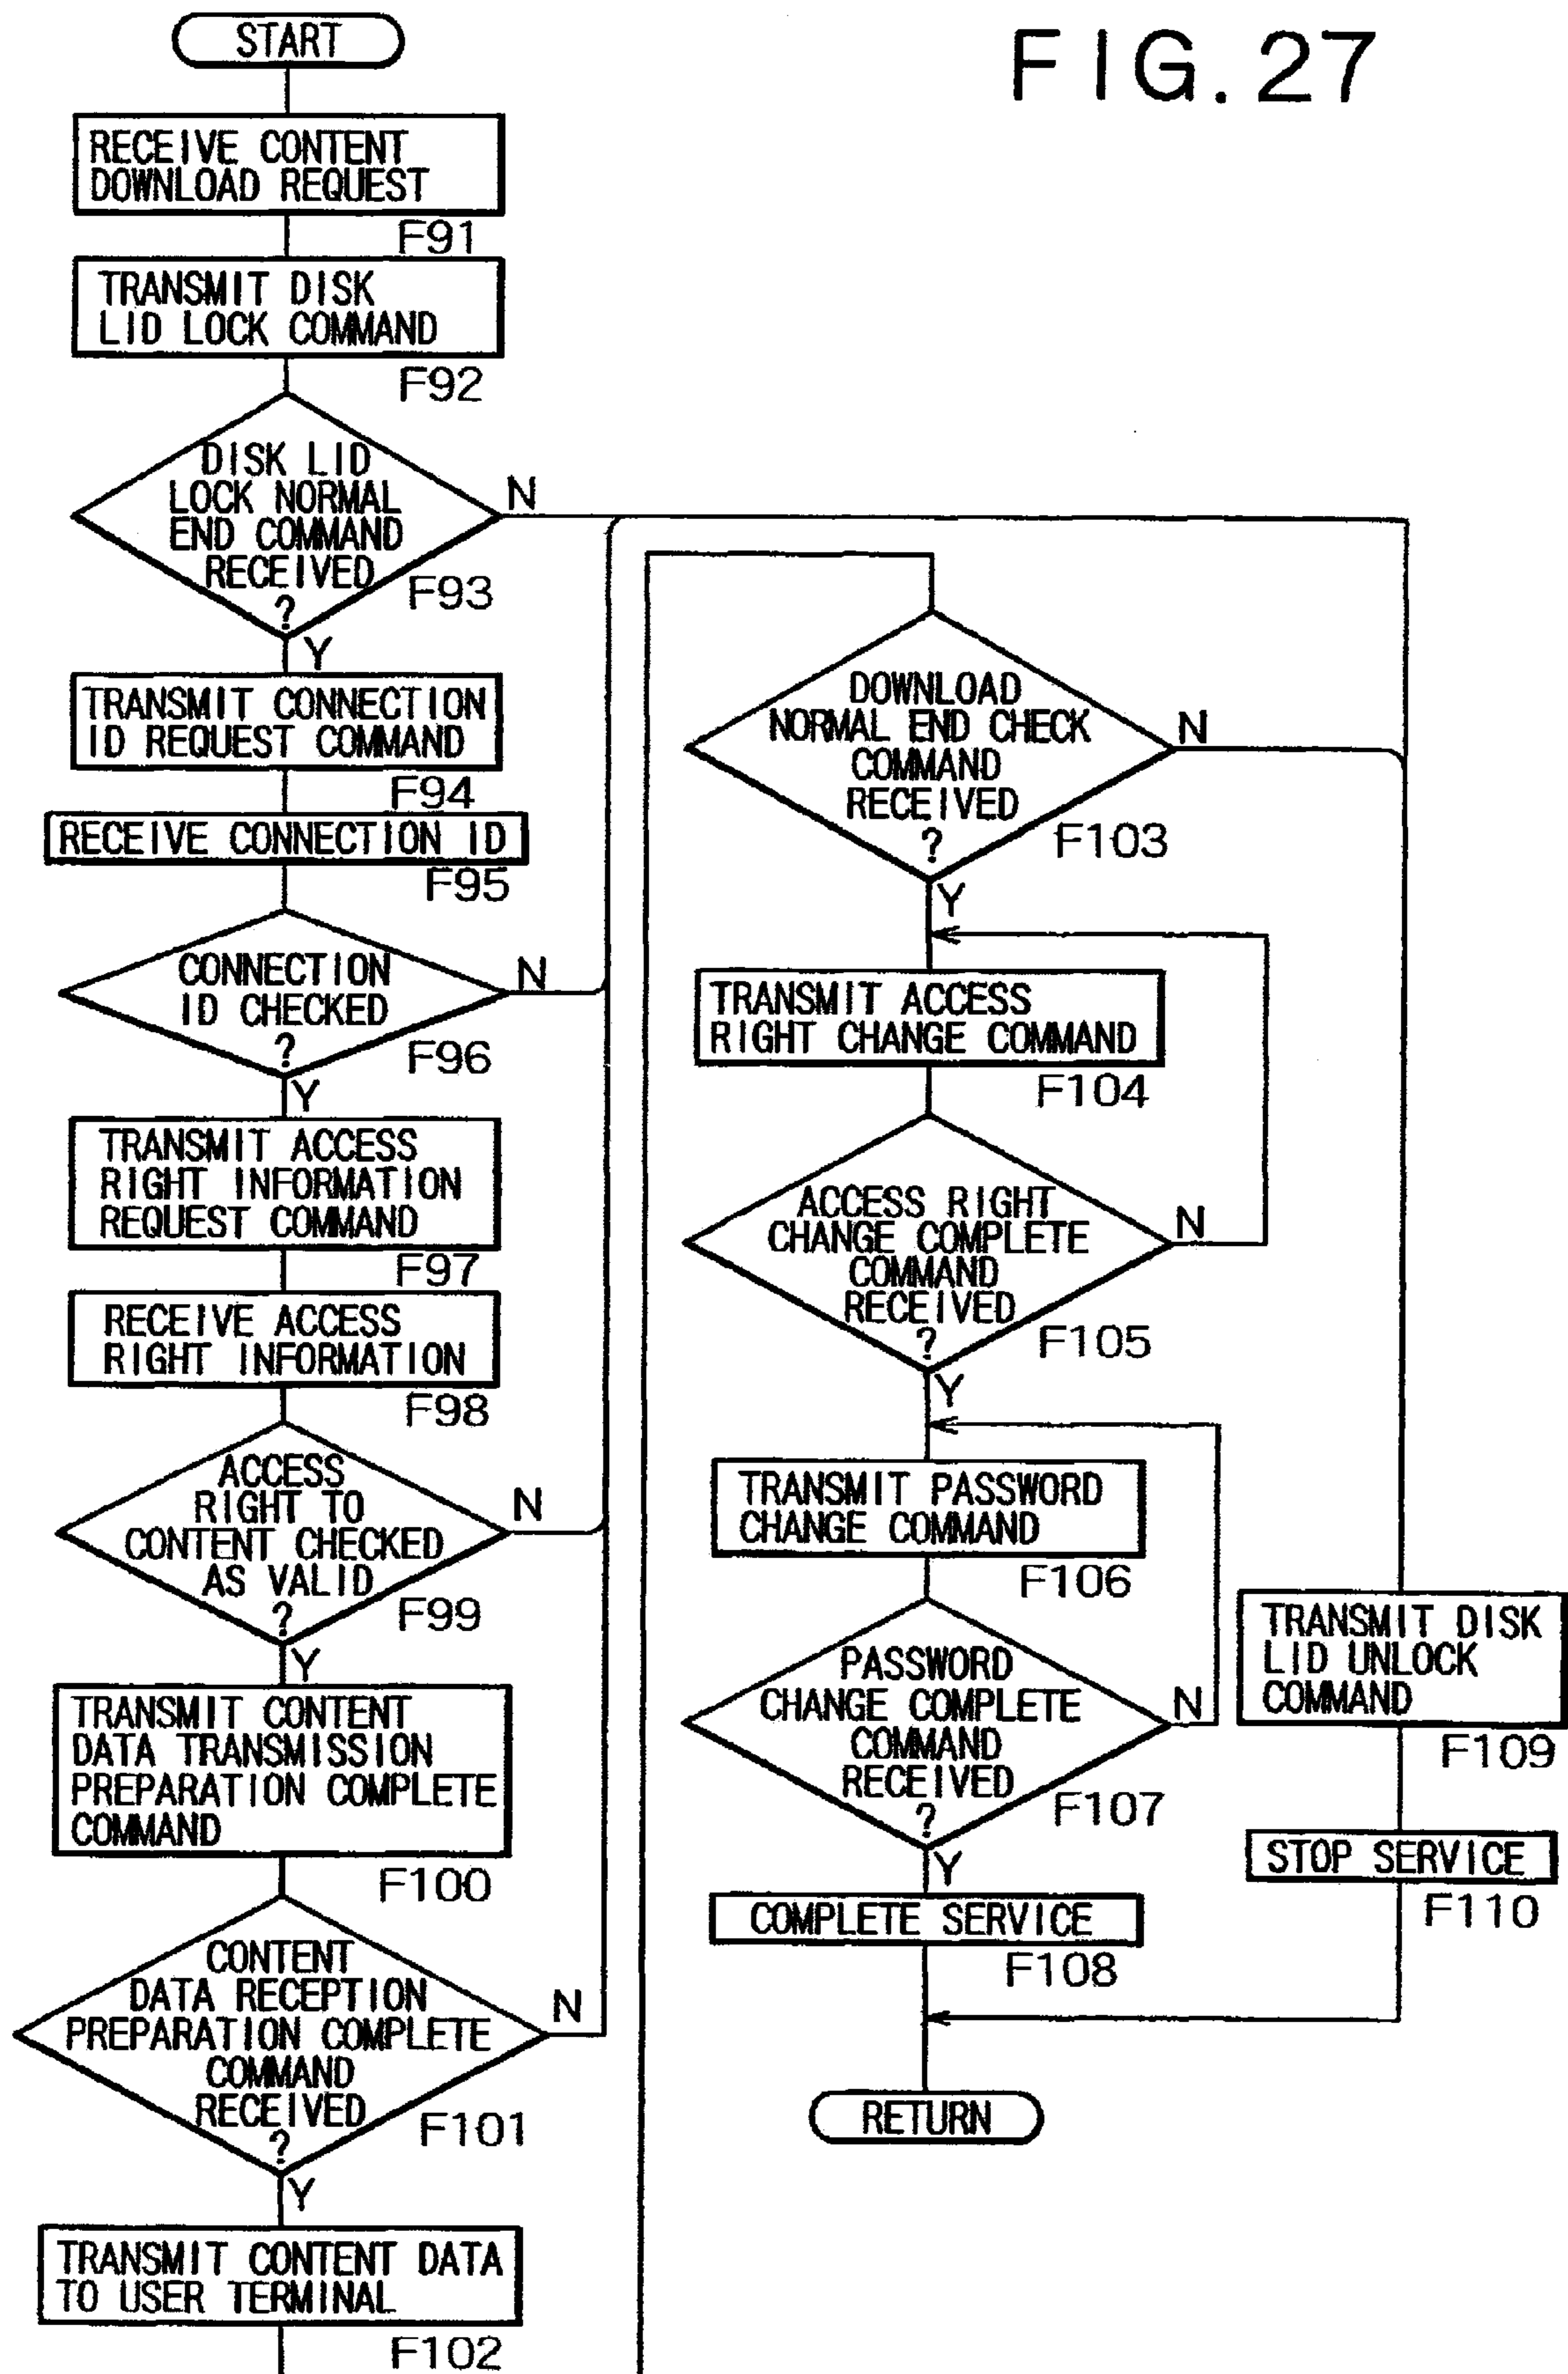 FIG. 27
START
RECEIVE CONTENT
DOWNLOAD REQUEST
F91
TRANSMIT DISK
LID LOCK COMMAND
F92
DISK LID
LOCK NORMAL
END COMMAND
RECEIVED
?
F93
N
Y
TRANSMIT CONNECTION
ID REQUEST COMMAND
F94
RECEIVE CONNECTION ID
F95
CONNECTION
ID CHECKED
?
F96
N
Y
TRANSMIT ACCESS
RIGHT INFORMATION
REQUEST COMMAND
F97
RECEIVE ACCESS
RIGHT INFORMATION
F98
ACCESS
RIGHT TO
CONTENT CHECKED
AS VALID
?
F99
N
Y
TRANSMIT CONTENT
DATA TRANSMISSION
PREPARATION COMPLETE
COMMAND
F100
CONTENT
DATA RECEPTION
PREPARATION COMPLETE
COMMAND
RECEIVED
?
F101
N
Y
TRANSMIT CONTENT DATA
TO USER TERMINAL
F102
DOWNLOAD
NORMAL END CHECK
COMMAND
RECEIVED
?
F103
N
Y
TRANSMIT ACCESS
RIGHT CHANGE COMMAND
F104
ACCESS RIGHT
CHANGE COMPLETE
COMMAND
RECEIVED
?
F105
N
Y
TRANSMIT PASSWORD
CHANGE COMMAND
F106
PASSWORD
CHANGE COMPLETE
COMMAND
RECEIVED
?
F107
N
Y
COMPLETE SERVICE
F108
TRANSMIT DISK
LID UNLOCK
COMMAND
F109
STOP SERVICE
F110
RETURN